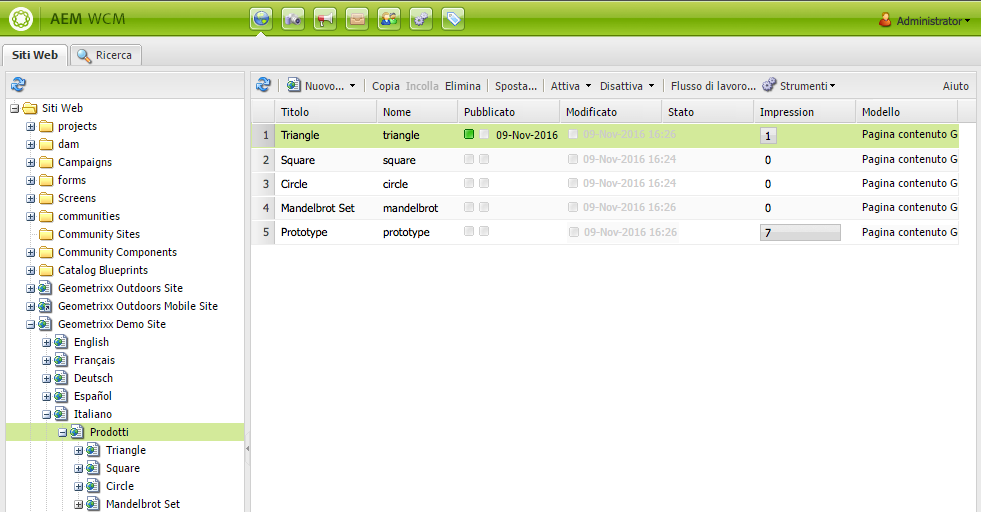 AEM WCM
Administrator
Siti Web Ricerca
Nuovo... Copia Incolla Elimina Sposta... Attiva Disattiva Flusso di lavoro... Strumenti Aiuto
Siti Web
projects
dam
Campaigns
forms
Screens
communities
Community Sites
Community Components
Catalog Blueprints
Geometrixx Outdoors Site
Geometrixx Outdoors Mobile Site
Geometrixx Demo Site
English
Français
Deutsch
Español
Italiano
Prodotti
Triangle
Square
Circle
Mandelbrot Set
Titolo Nome Pubblicato Modificato Stato Impression Modello
1 Triangle triangle 09-Nov-2016 09-Nov-2016 16:26 1 Pagina contenuto G
2 Square square 09-Nov-2016 16:24 0 Pagina contenuto G
3 Circle circle 09-Nov-2016 16:24 0 Pagina contenuto G
4 Mandelbrot Set mandelbrot 09-Nov-2016 16:26 0 Pagina contenuto G
5 Prototype prototype 09-Nov-2016 16:26 7 Pagina contenuto G